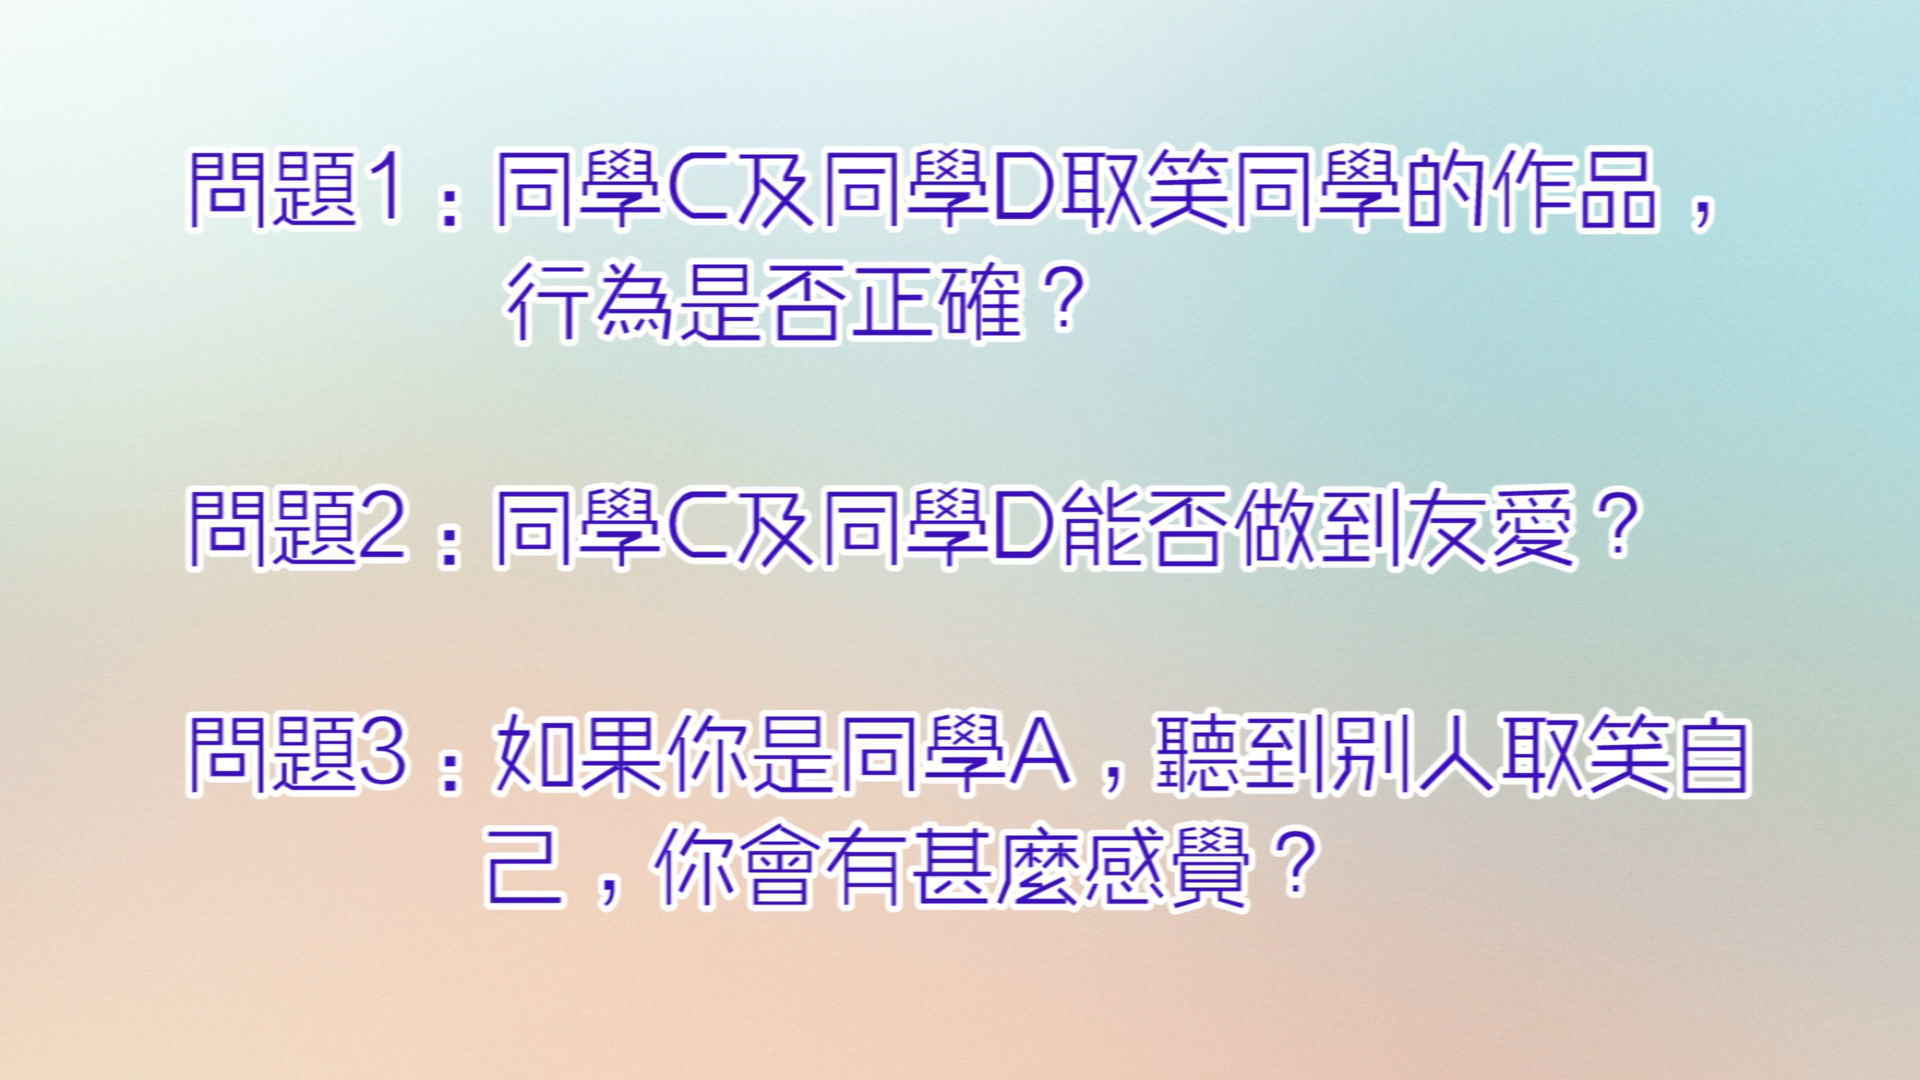 問題1：同學C及同學D取笑同學的作品，
行為是否正確？
問題2：同學C及同學D能否做到友愛？
問題3：如果你是同學A，聽到別人取笑自
己，你會有甚麼感覺？